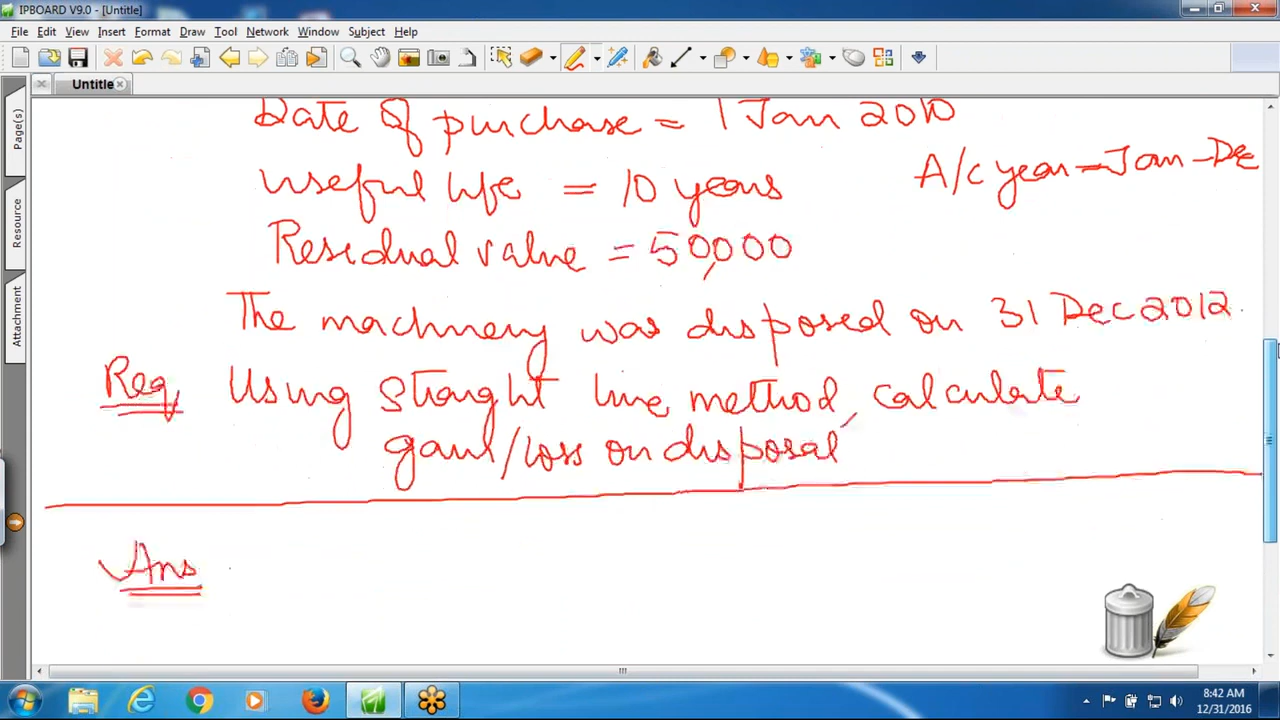 IPBOARD V9.0 - [Untitle]
File Edit View Insert Format Draw Tool Network Window Subject Help
Untitle
Page(s)
Resource
Attachment
Date of purchase = 1 Jan 2010
A/c year = Jan - Dec
Useful life = 10 years
Residual value = 50,000
The machinery was disposed on 31 Dec 2012.
Req Using Straight line method, calculate
gain/loss on disposal
Ans
8:42 AM
12/31/2016